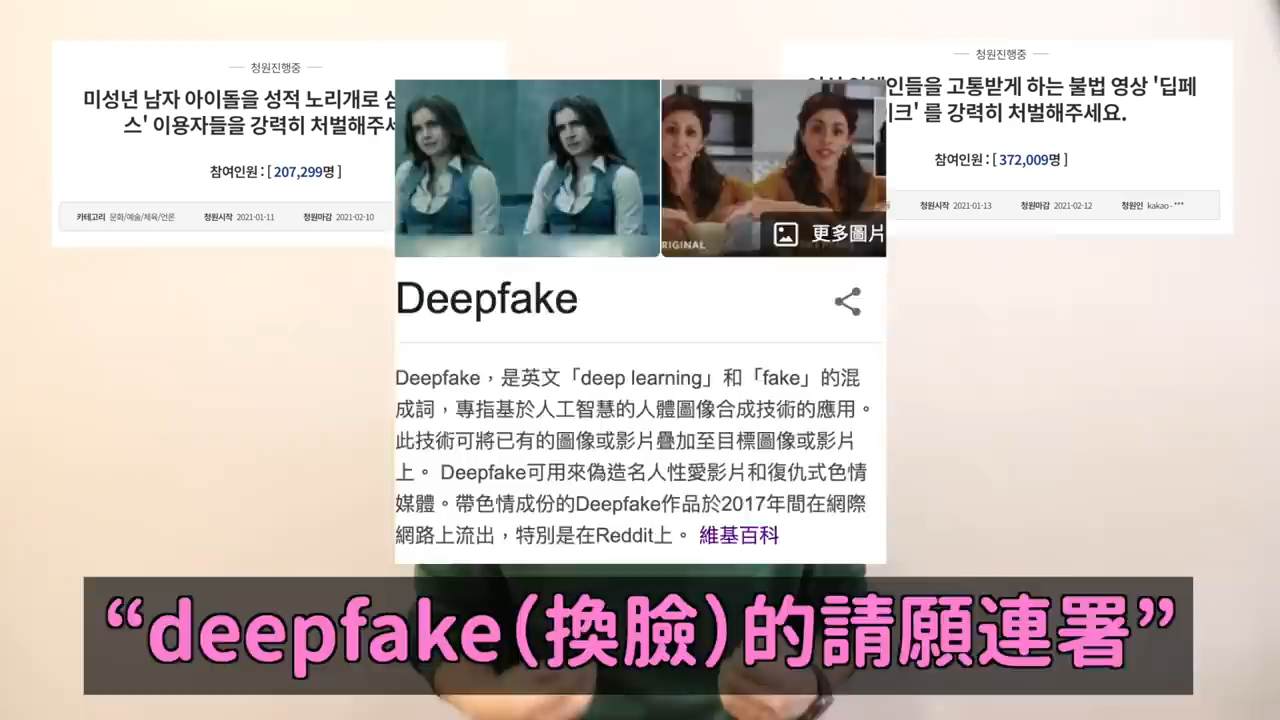 청원진행중
미성년 남자 아이돌을 성적 노리개로
스' 이용자들을 강력히 처벌해주세
참여인원 : [ 207,299명 ]
카테고리 문화/예술/체육/언론 청원시작 2021-01-11 청원마감 2021-02-10
청원진행중
연예인들을 고통받게 하는 불법 영상 '딥페
이크' 를 강력히 처벌해주세요.
참여인원 : [ 372,009명 ]
청원시작 2021-01-13 청원마감 2021-02-12 청원인 kakao - ***
RIGINAL
更多圖片
Deepfake
Deepfake，是英文「deep learning」和「fake」的混
成詞，專指基於人工智慧的人體圖像合成技術的應用。
此技術可將已有的圖像或影片疊加至目標圖像或影片
上。 Deepfake可用來偽造名人性愛影片和復仇式色情
媒體。帶色情成份的Deepfake作品於2017年間在網際
網路上流出，特別是在Reddit上。 維基百科
“deepfake(換臉)的請願連署”